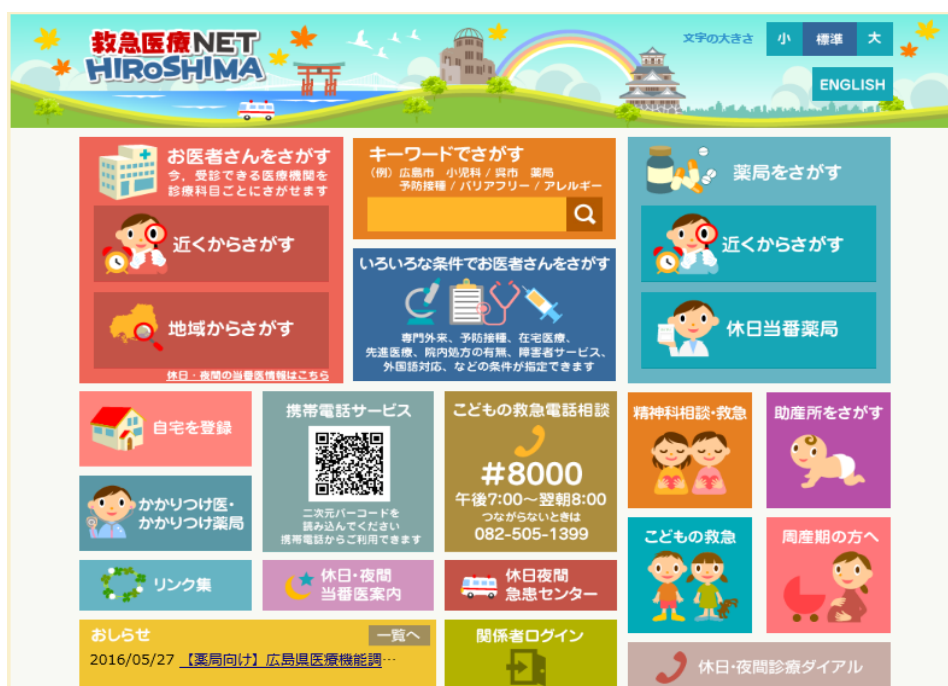 救急医療NET
HIROSHIMA
文字の大きさ 小 標準 大
ENGLISH
お医者さんをさがす
今，受診できる医療機関を
診療科目ごとにさがせます
近くからさがす
地域からさがす
休日・夜間の当番医情報はこちら
キーワードでさがす
（例）広島市 小児科 / 呉市 薬局
予防接種 / バリアフリー / アレルギー
いろいろな条件でお医者さんをさがす
専門外来、予防接種、在宅医療、
先進医療、院内処方の有無、障害者サービス、
外国語対応、などの条件が指定できます
薬局をさがす
近くからさがす
休日当番薬局
自宅を登録
かかりつけ医・
かかりつけ薬局
携帯電話サービス
二次元バーコードを
読み込んでください
携帯電話からご利用できます
こどもの救急電話相談
#8000
午後7:00～翌朝8:00
つながらないときは
082-505-1399
精神科相談・救急
助産所をさがす
こどもの救急
周産期の方へ
リンク集
休日・夜間
当番医案内
休日夜間
急患センター
おしらせ 一覧へ
2016/05/27 【薬局向け】広島県医療機能調…
関係者ログイン
休日・夜間診療ダイアル